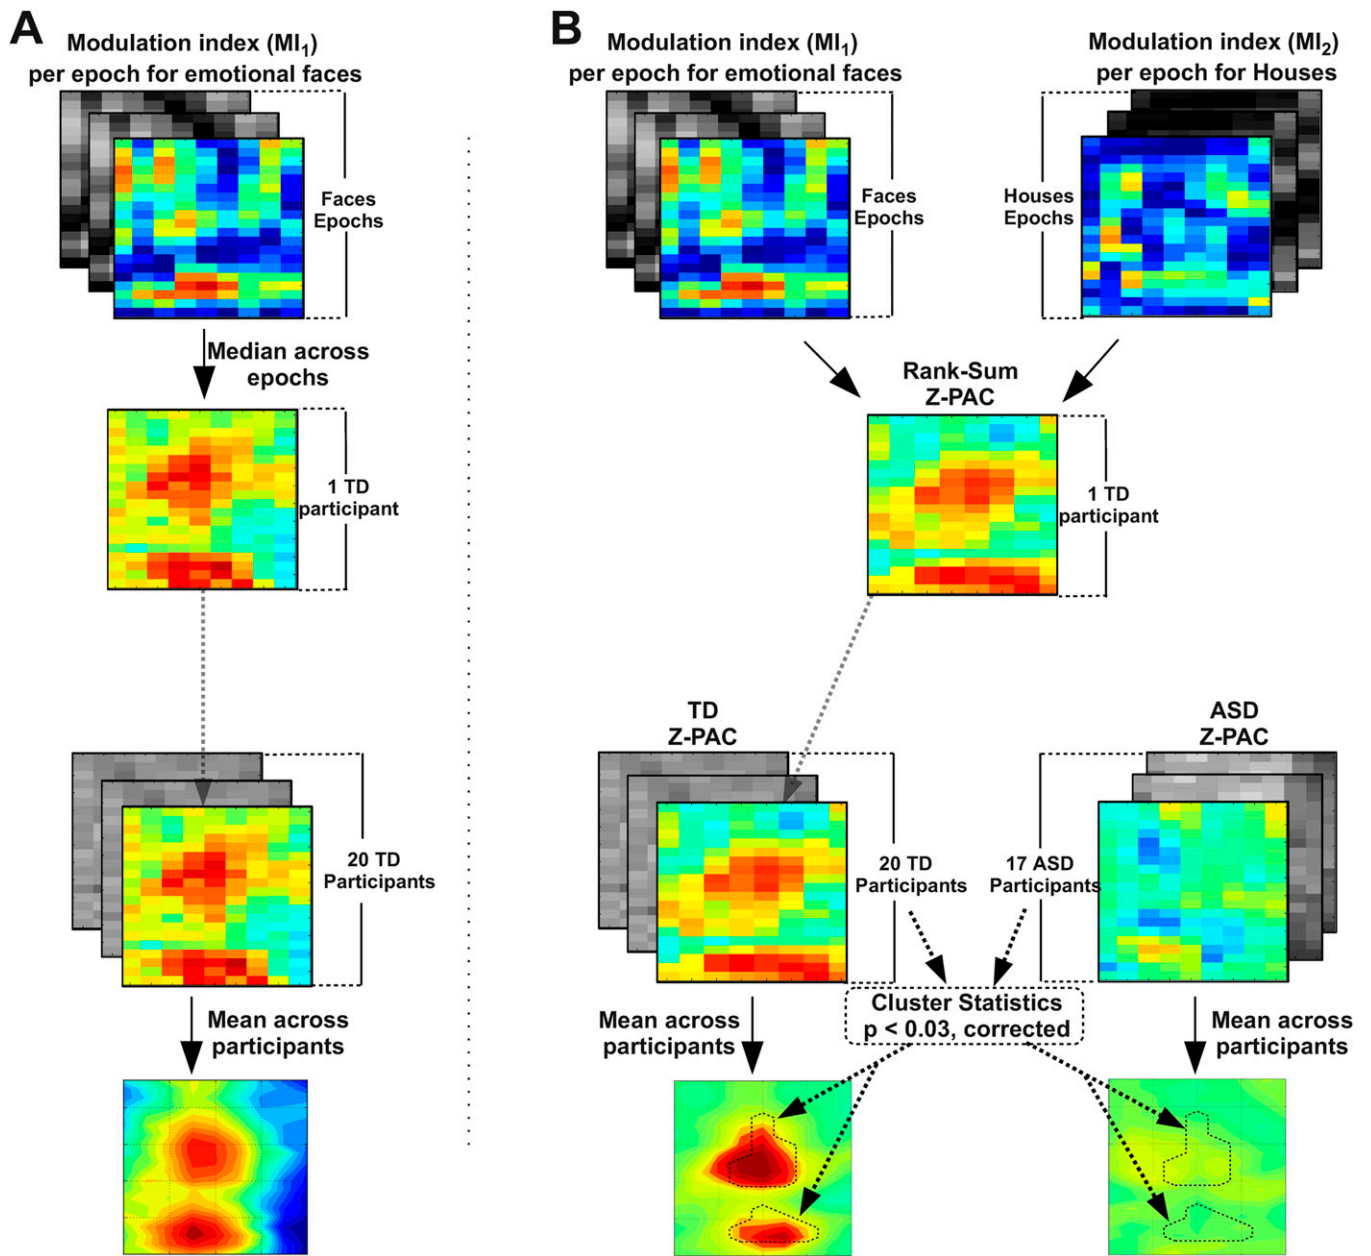 A
Modulation index (MI₁)
per epoch for emotional faces
Faces
Epochs
Median across
epochs
1 TD
participant
20 TD
Participants
Mean across
participants
B
Modulation index (MI₁)
per epoch for emotional faces
Faces
Epochs
Modulation index (MI₂)
per epoch for Houses
Houses
Epochs
Rank-Sum
Z-PAC
1 TD
participant
TD
Z-PAC
20 TD
Participants
ASD
Z-PAC
17 ASD
Participants
Cluster Statistics
p < 0.03, corrected
Mean across
participants
Mean across
participants